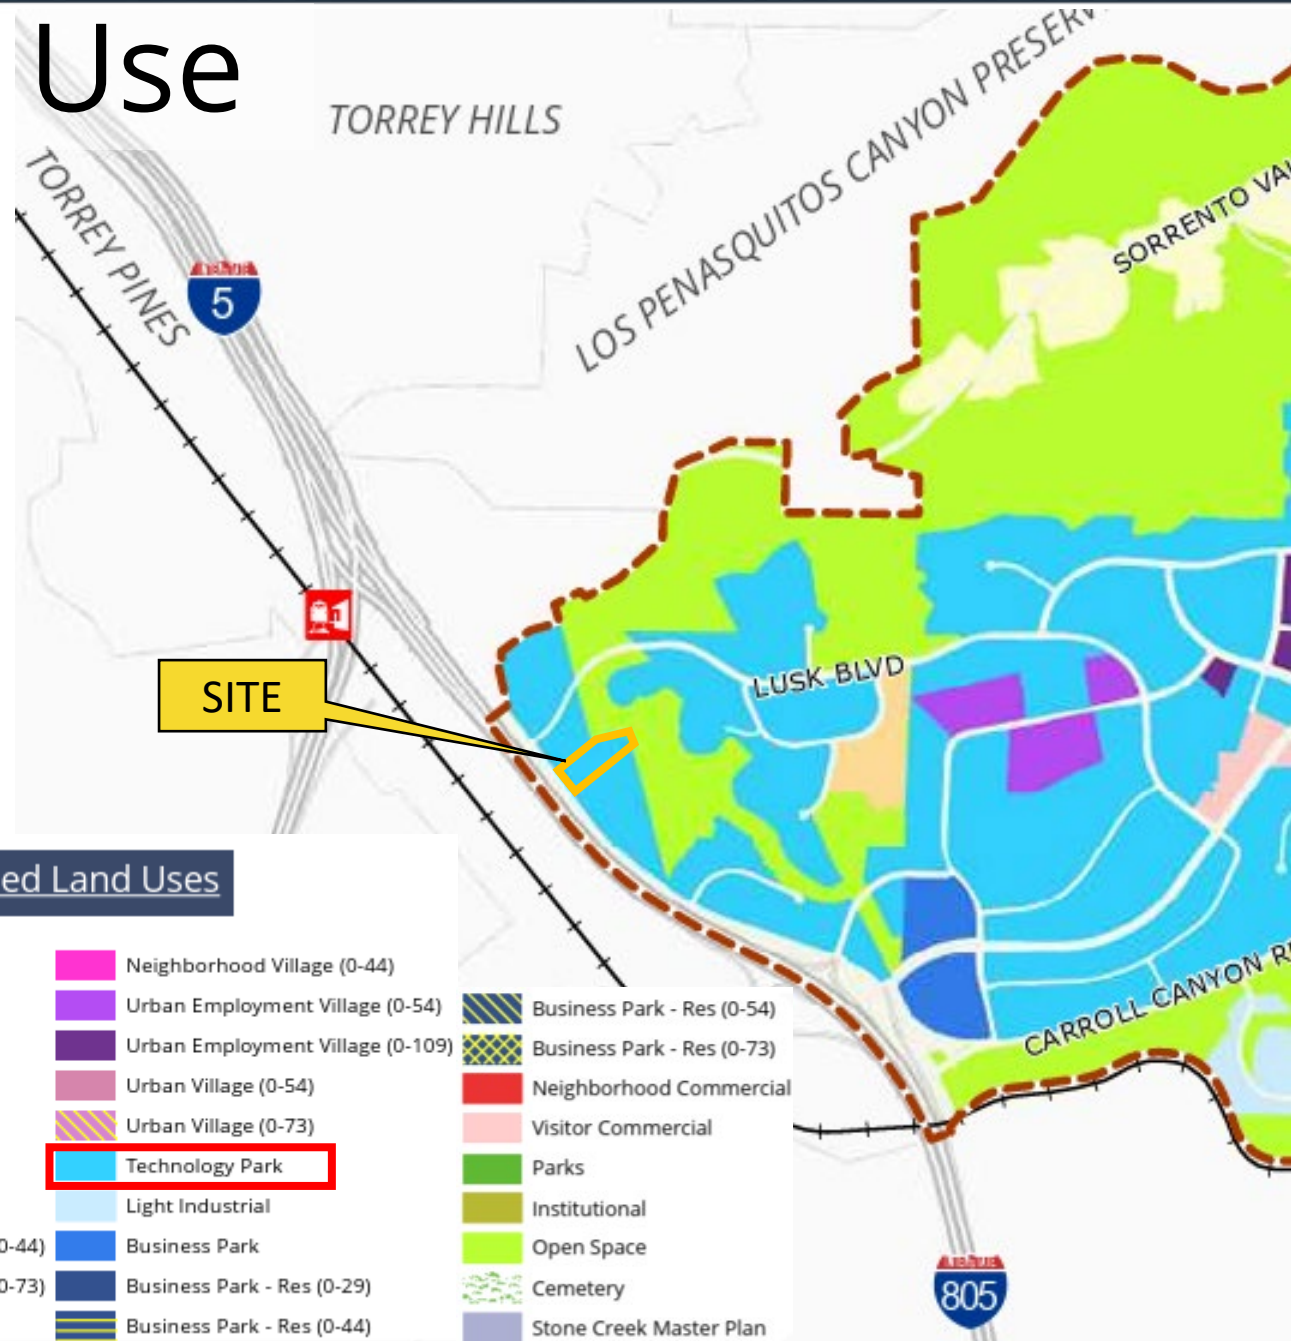 Use
TORREY HILLS
LOS PENASQUITOS CANYON PRESERV
TORREY PINES
5
SORRENTO VAL
SITE
LUSK BLVD
CARROLL CANYON R
805
ed Land Uses
Neighborhood Village (0-44)
Urban Employment Village (0-54)
Urban Employment Village (0-109)
Urban Village (0-54)
Urban Village (0-73)
Technology Park
Light Industrial
0-44)
Business Park
0-73)
Business Park - Res (0-29)
Business Park - Res (0-44)
Business Park - Res (0-54)
Business Park - Res (0-73)
Neighborhood Commercial
Visitor Commercial
Parks
Institutional
Open Space
Cemetery
Stone Creek Master Plan